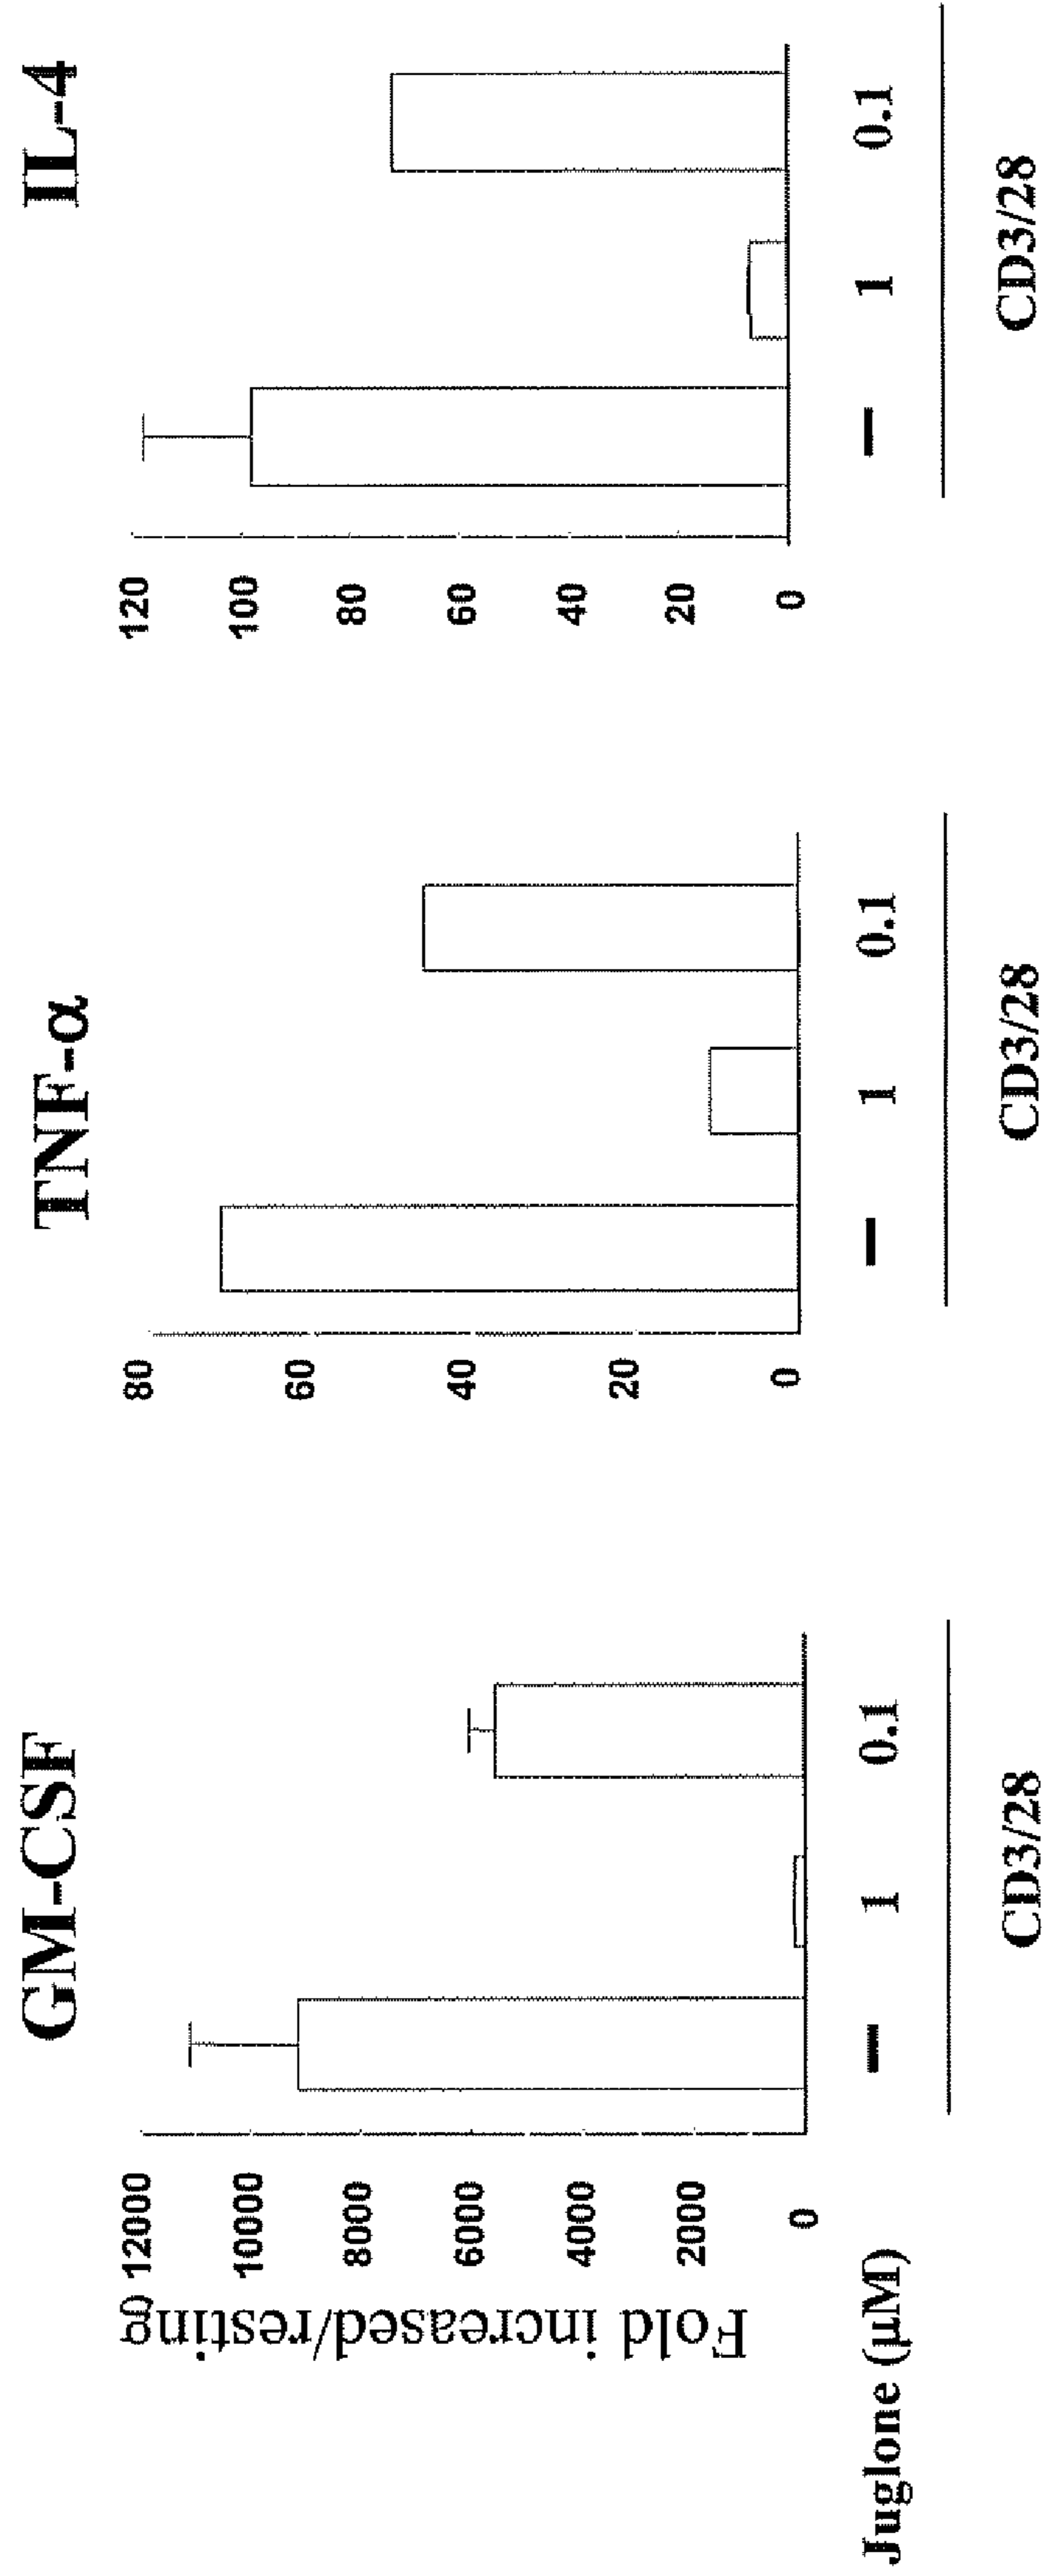 GM-CSF
TNF-α
IL-4
Fold increased/resting
12000
10000
8000
6000
4000
2000
0
80
60
40
20
0
120
100
80
60
40
20
0
Juglone (μM)
– 1 0.1
– 1 0.1
– 1 0.1
CD3/28
CD3/28
CD3/28